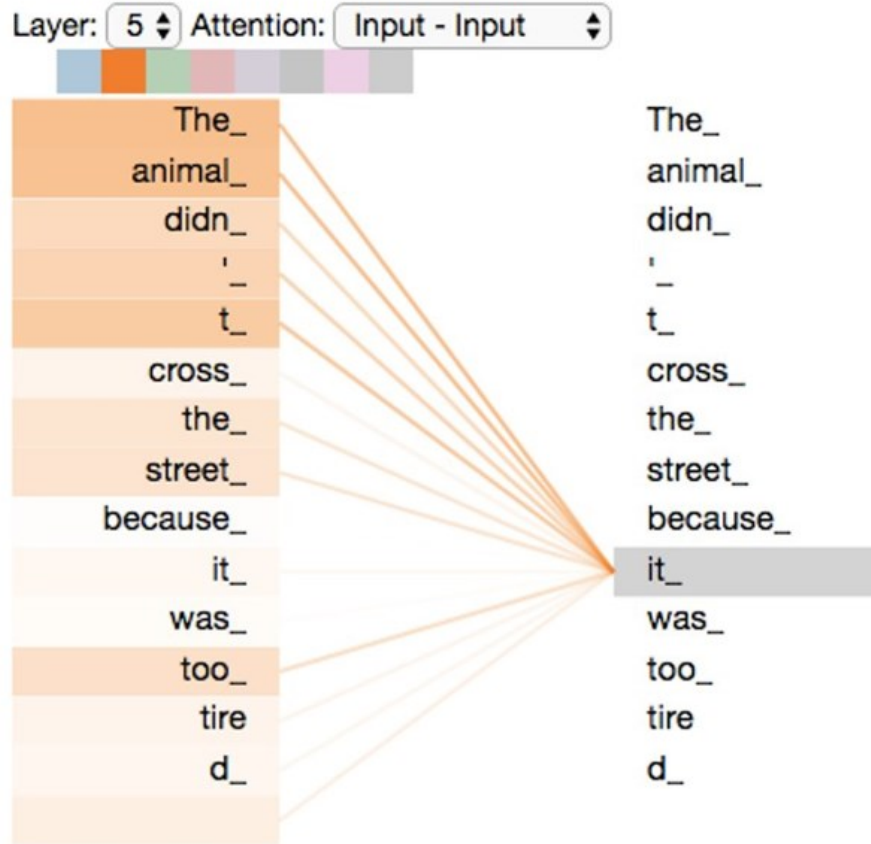 Layer: 5 Attention: Input - Input
The_ The_
animal_ animal_
didn_ didn_
'_ '_
t_ t_
cross_ cross_
the_ the_
street_ street_
because_ because_
it_ it_
was_ was_
too_ too_
tire tire
d_ d_